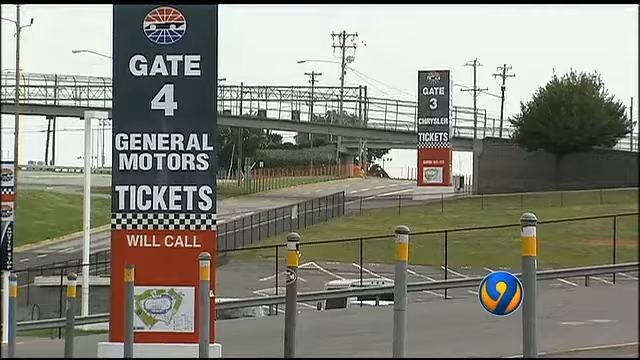 GATE
4
GENERAL
MOTORS
TICKETS
WILL CALL
GATE
3
CHRYSLER
TICKETS
9